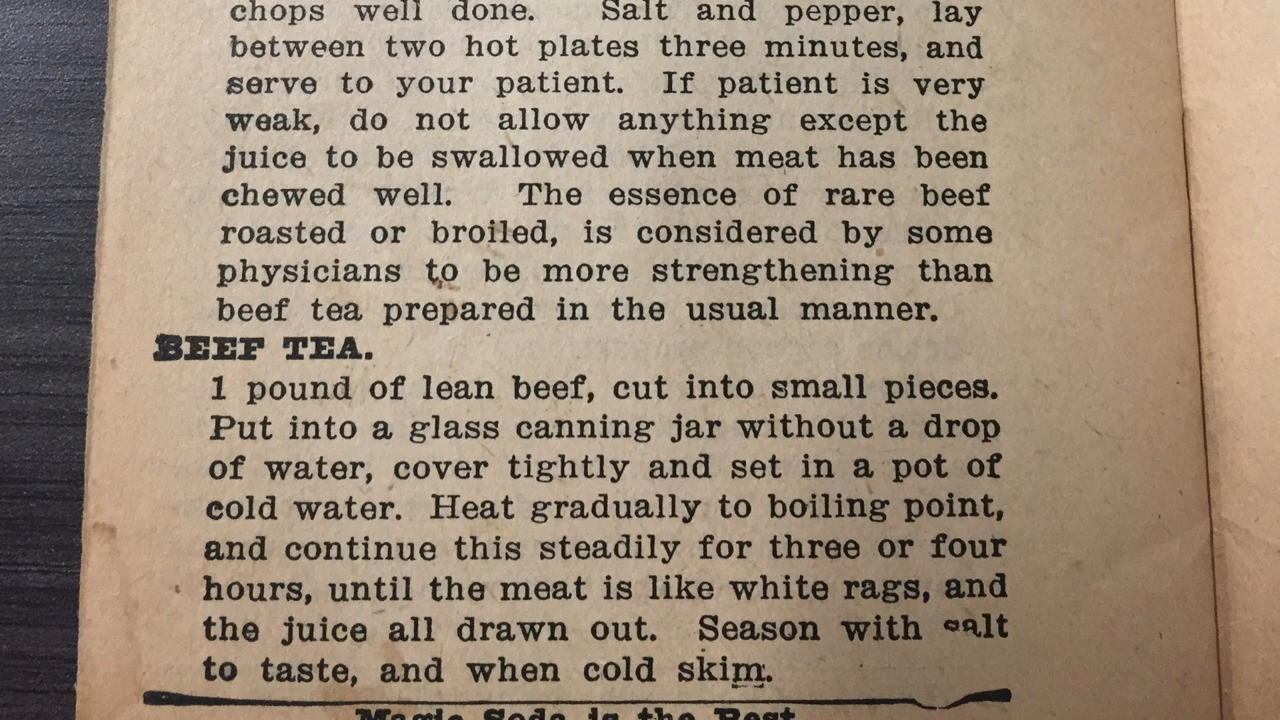 chops well done. Salt and pepper, lay
between two hot plates three minutes, and
serve to your patient. If patient is very
weak, do not allow anything except the
juice to be swallowed when meat has been
chewed well. The essence of rare beef
roasted or broiled, is considered by some
physicians to be more strengthening than
beef tea prepared in the usual manner.
BEEF TEA.
1 pound of lean beef, cut into small pieces.
Put into a glass canning jar without a drop
of water, cover tightly and set in a pot of
cold water. Heat gradually to boiling point,
and continue this steadily for three or four
hours, until the meat is like white rags, and
the juice all drawn out. Season with salt
to taste, and when cold skim.
Magic Soda is the Best